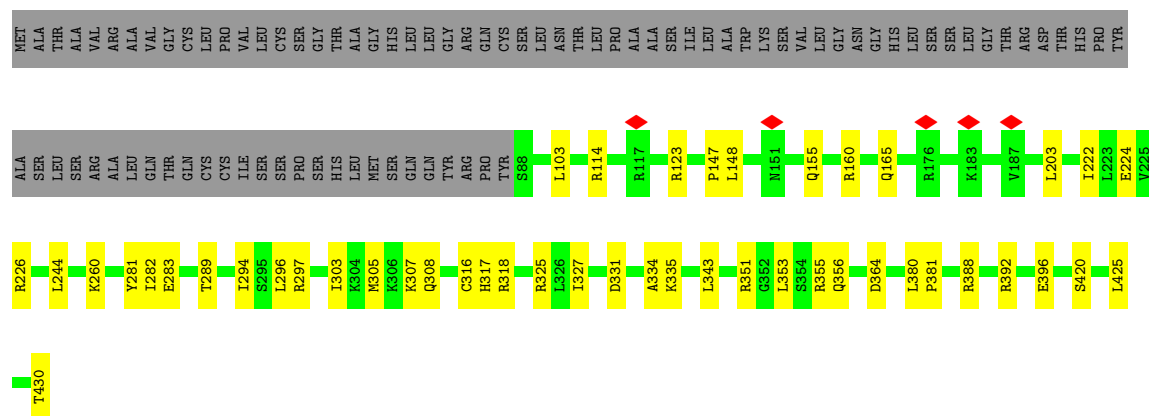 MET ALA THR ALA VAL ARG ALA VAL GLY CYS LEU PRO VAL LEU CYS SER GLY THR ALA GLY HIS LEU LEU GLY ARG GLN CYS SER LEU ASN THR LEU PRO ALA ALA SER ILE LEU ALA TRP LYS SER VAL LEU GLY ASN GLY HIS LEU SER SER LEU GLY THR ARG ASP THR HIS PRO TYR
ALA SER LEU SER ARG ALA LEU GLN THR GLN CYS CYS ILE SER SER PRO SER HIS LEU MET SER GLN GLN TYR ARG PRO TYR S88 L103 R114 R117 R123 P147 L148 N151 Q155 R160 Q165 R176 K183 V187 L203 I222 L223 E224 V225
R226 L244 K260 Y281 I282 E283 T289 I294 S295 L296 R297 I303 K304 M305 K306 K307 Q308 C316 H317 R318 R325 L326 I327 D331 A334 K335 L343 R351 G352 L353 S354 R355 Q356 D364 L380 P381 R388 R392 E396 S420 L425
T430